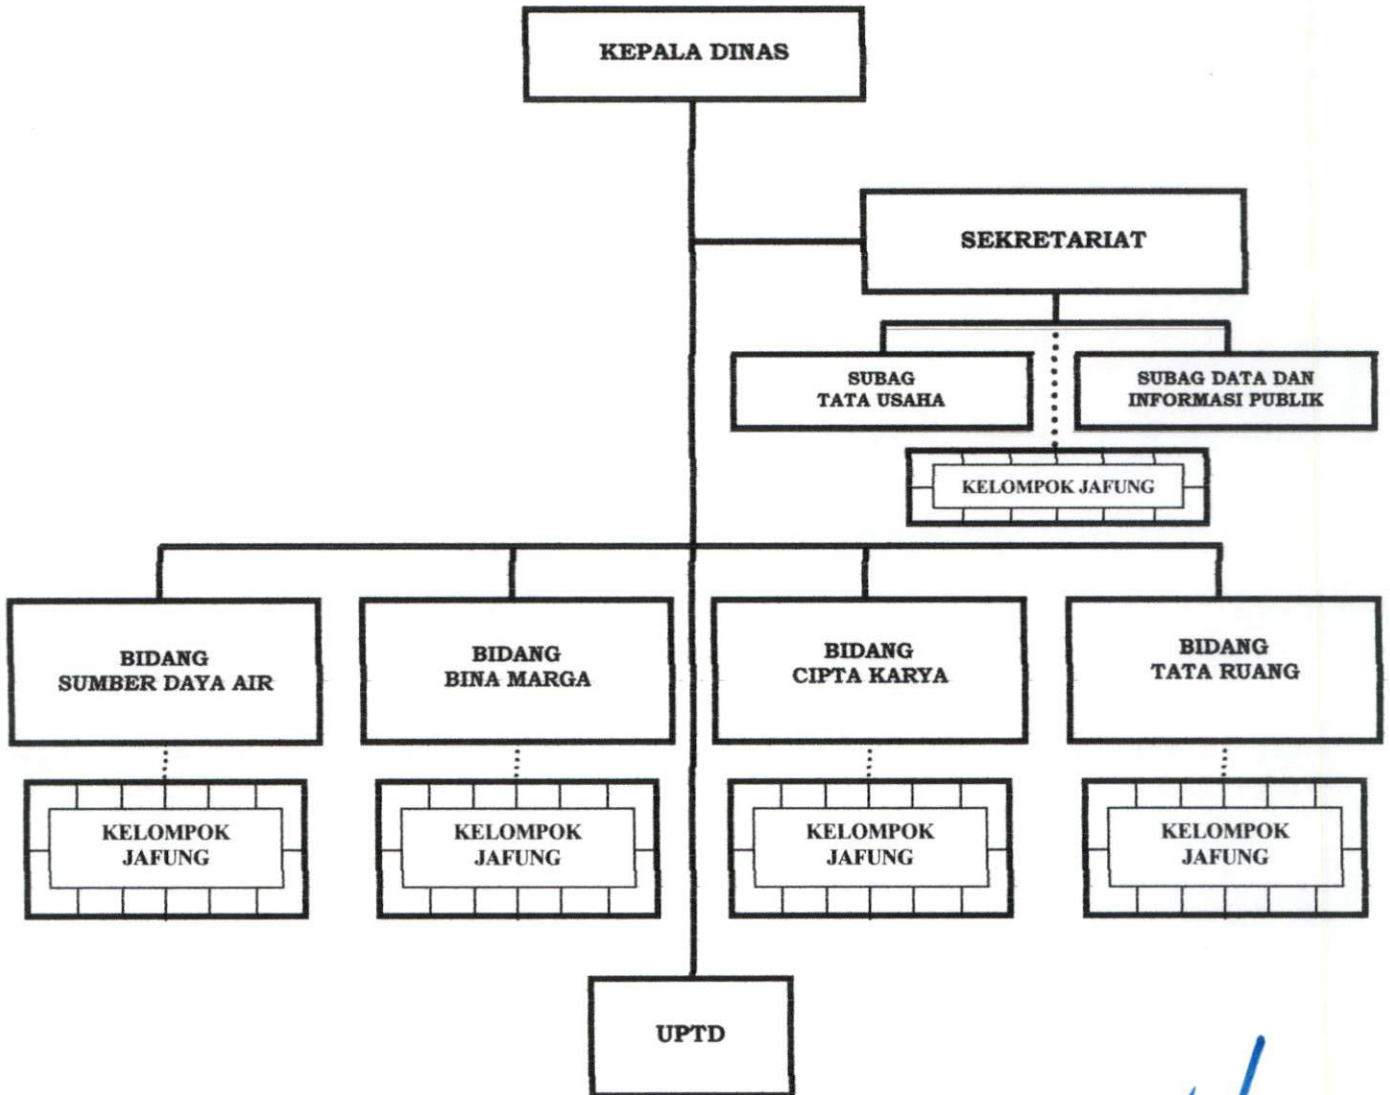 KEPALA DINAS
SEKRETARIAT
SUBAG
TATA USAHA
SUBAG DATA DAN
INFORMASI PUBLIK
KELOMPOK JAFUNG
BIDANG
SUMBER DAYA AIR
BIDANG
BINA MARGA
BIDANG
CIPTA KARYA
BIDANG
TATA RUANG
KELOMPOK
JAFUNG
KELOMPOK
JAFUNG
KELOMPOK
JAFUNG
KELOMPOK
JAFUNG
UPTD